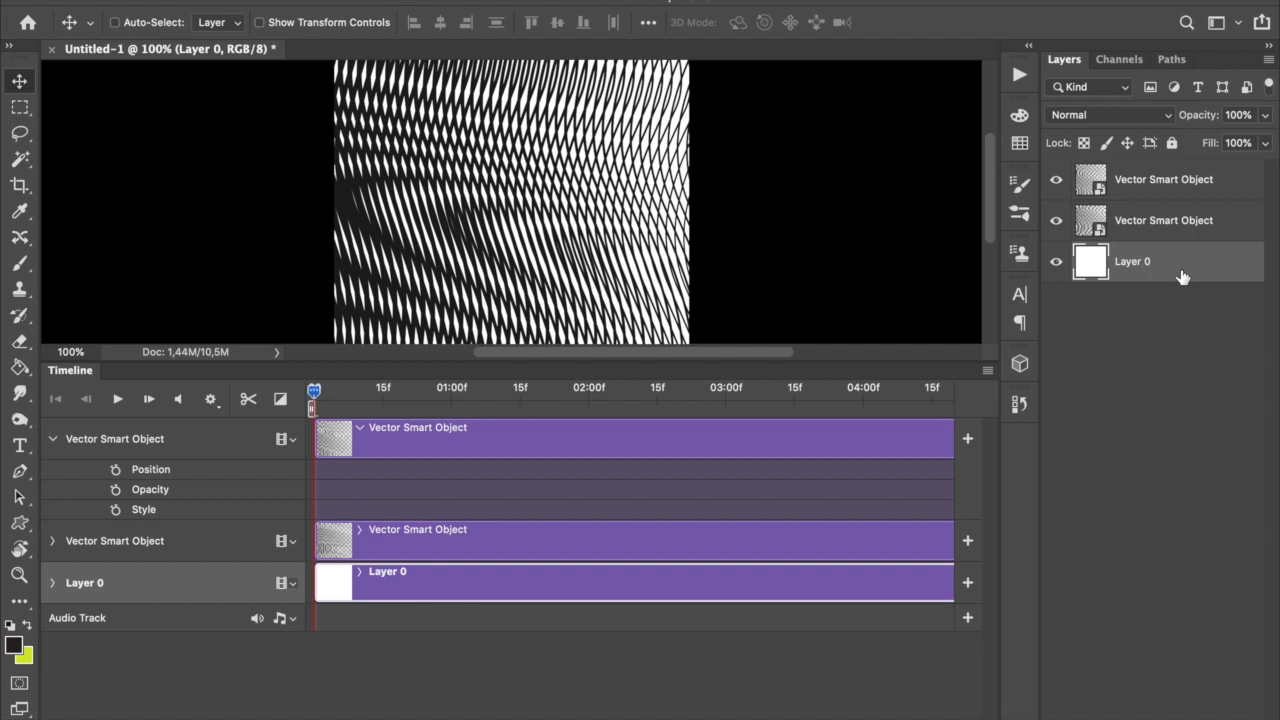 Auto-Select: Layer Show Transform Controls 3D Mode:
Untitled-1 @ 100% (Layer 0, RGB/8) *
Layers Channels Paths
Kind
Normal Opacity: 100%
Lock: Fill: 100%
Vector Smart Object
Vector Smart Object
Layer 0
100% Doc: 1,44M/10,5M
Timeline
15f 01:00f 15f 02:00f 15f 03:00f 15f 04:00f 15f
Vector Smart Object Vector Smart Object
Position
Opacity
Style
Vector Smart Object Vector Smart Object
Layer 0 Layer 0
Audio Track